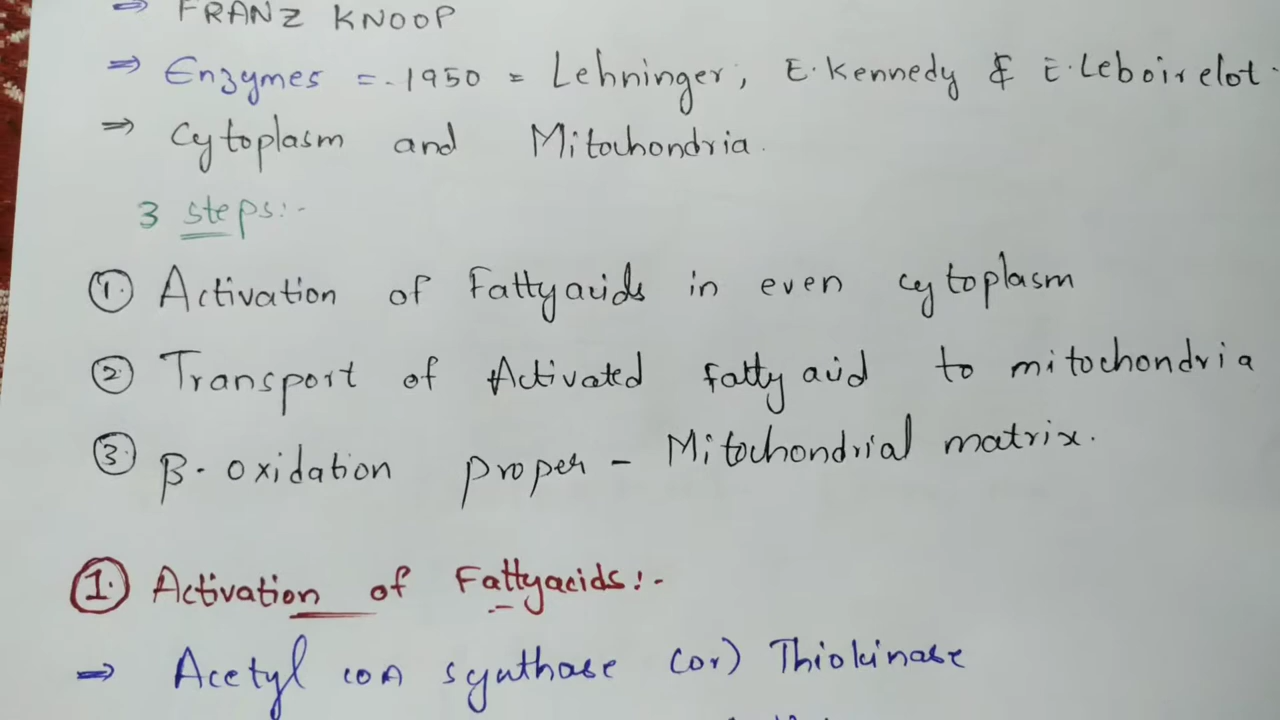 ⇒ FRANZ KNOOP
⇒ Enzymes = 1950 = Lehninger, E. Kennedy & E. Leboirelot.
⇒ Cytoplasm and Mitochondria.
3 steps:-
① Activation of Fattyacids in even cytoplasm
② Transport of Activated fatty acid to mitochondria
③ β-oxidation proper - Mitochondrial matrix.
① Activation of Fattyacids:-
⇒ Acetyl COA synthase (or) Thiokinase